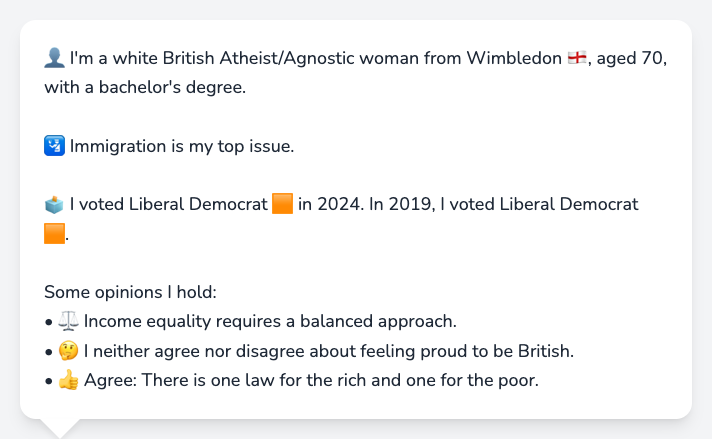 👤 I'm a white British Atheist/Agnostic woman from Wimbledon 🏴󠁧󠁢󠁥󠁮󠁧󠁿, aged 70,
with a bachelor's degree.
🛂 Immigration is my top issue.
🗳️ I voted Liberal Democrat 🟧 in 2024. In 2019, I voted Liberal Democrat
🟧.
Some opinions I hold:
• ⚖️ Income equality requires a balanced approach.
• 🤔 I neither agree nor disagree about feeling proud to be British.
• 👍 Agree: There is one law for the rich and one for the poor.